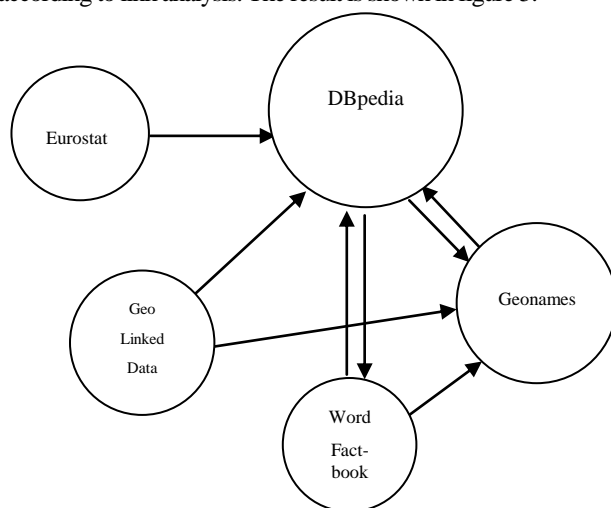 according to link analysis. The result is shown in figure 3.
DBpedia
Eurostat
Geonames
Geo
Linked
Data
Word
Fact-
book